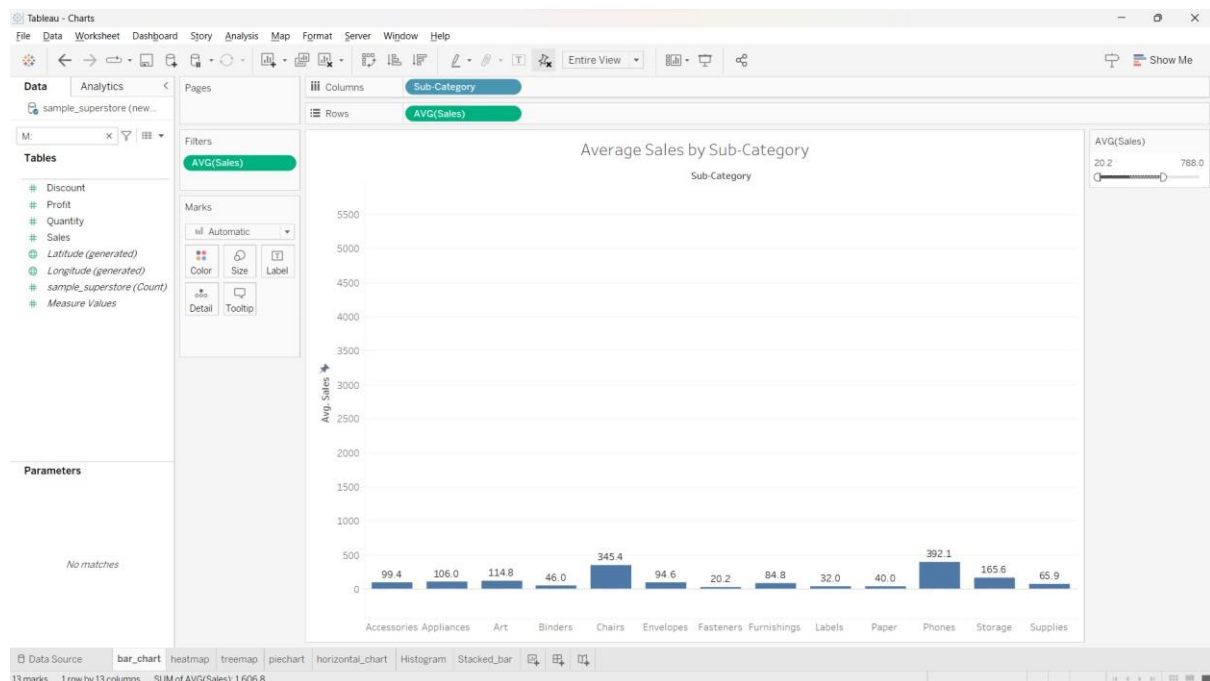 Tableau - Charts
File Data Worksheet Dashboard Story Analysis Map Format Server Window Help
Entire View
Show Me
Data Analytics
sample_superstore (new...
M:
Tables
Discount
Profit
Quantity
Sales
Latitude (generated)
Longitude (generated)
sample_superstore (Count)
Measure Values
Parameters
No matches
Pages
Filters
AVG(Sales)
Marks
Automatic
Color Size Label
Detail Tooltip
Columns Sub-Category
Rows AVG(Sales)
Average Sales by Sub-Category
Sub-Category
Avg. Sales
5500
5000
4500
4000
3500
3000
2500
2000
1500
1000
500
0
99.4 106.0 114.8 46.0 345.4 94.6 20.2 84.8 32.0 40.0 392.1 165.6 65.9
Accessories Appliances Art Binders Chairs Envelopes Fasteners Furnishings Labels Paper Phones Storage Supplies
AVG(Sales)
20.2 788.0
Data Source bar_chart heatmap treemap piechart horizontal_chart Histogram Stacked_bar
13 marks 1 row by 13 columns SUM of AVG(Sales): 1,606.8